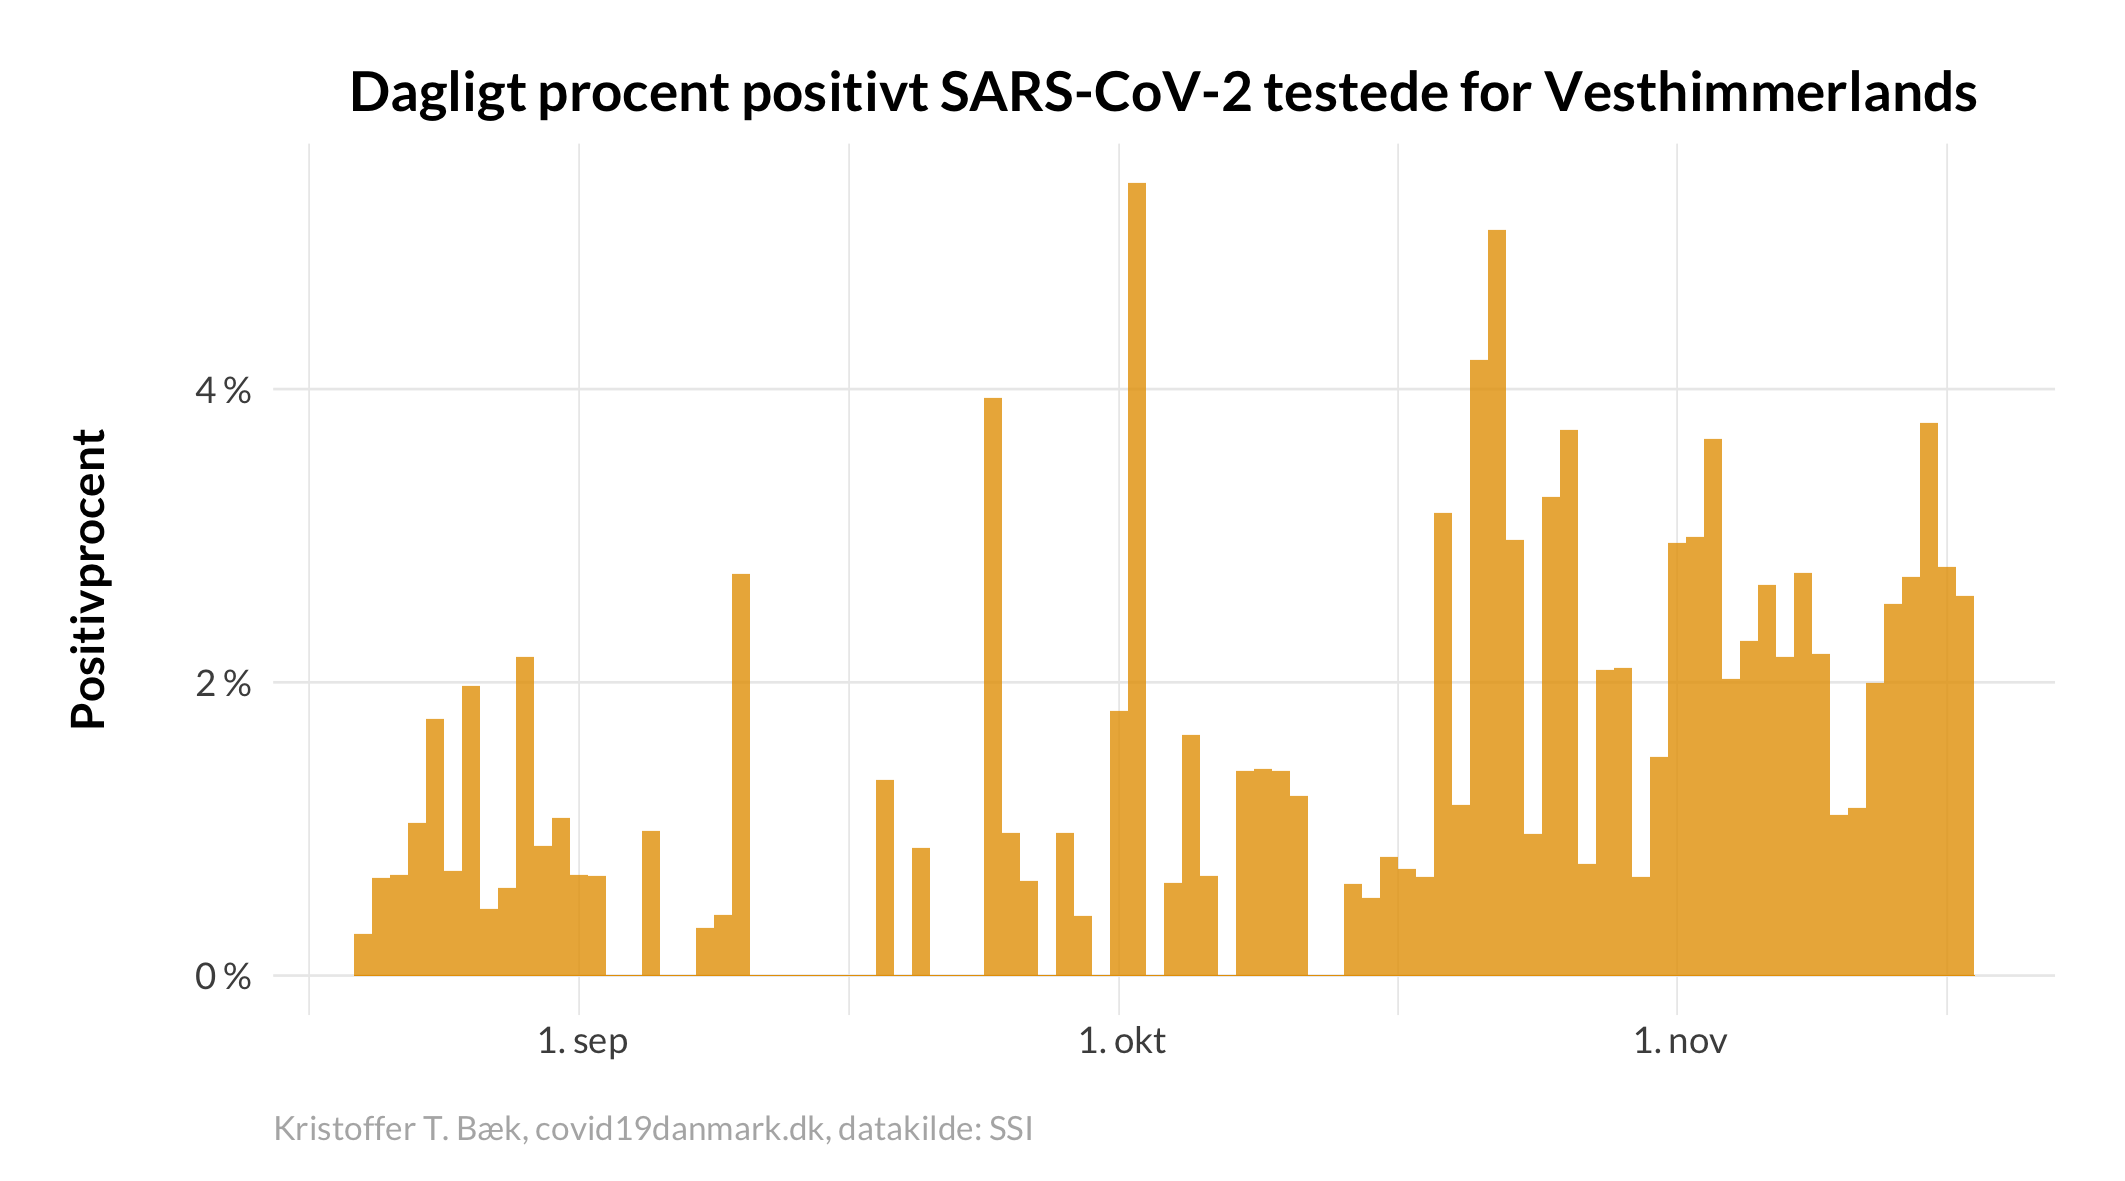 Dagligt procent positivt SARS-CoV-2 testede for Vesthimmerlands
Positivprocent
4 %
2 %
0 %
1. sep
1. okt
1. nov
Kristoffer T. Bæk, covid19danmark.dk, datakilde: SSI